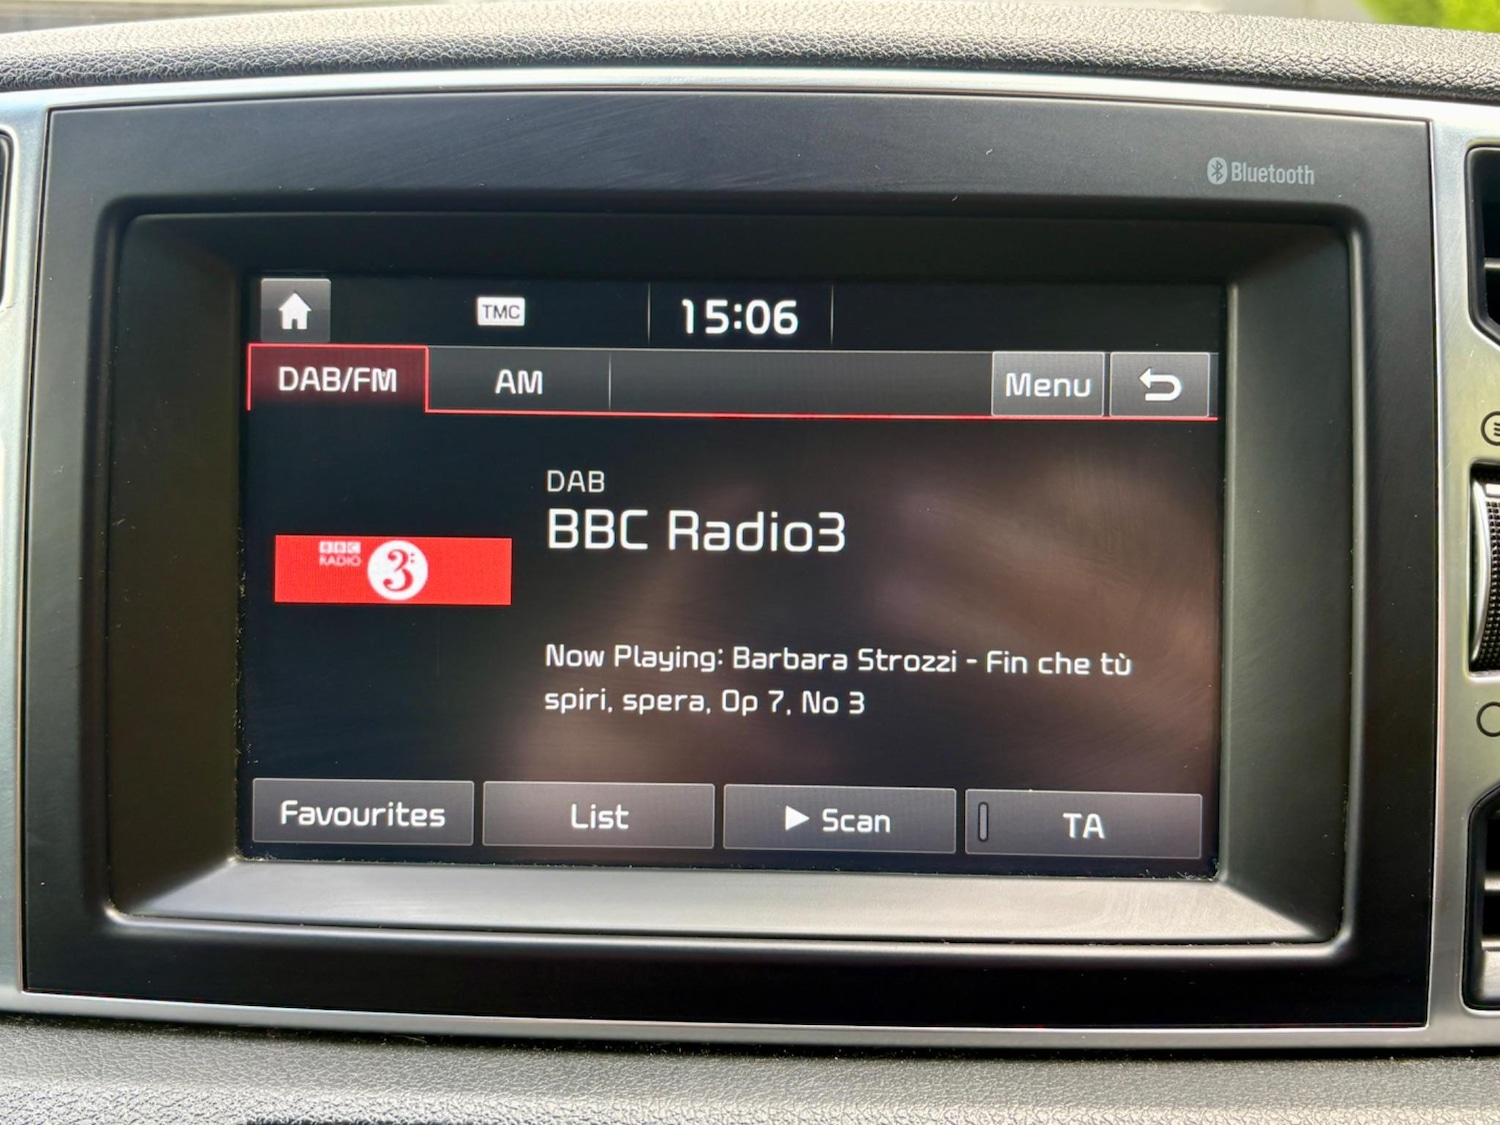 Bluetooth
TMC
15:06
DAB/FM
AM
Menu
DAB
BBC Radio3
BBC
RADIO
3
Now Playing: Barbara Strozzi - Fin che tù
spiri, spera, Op 7, No 3
Favourites
List
Scan
TA